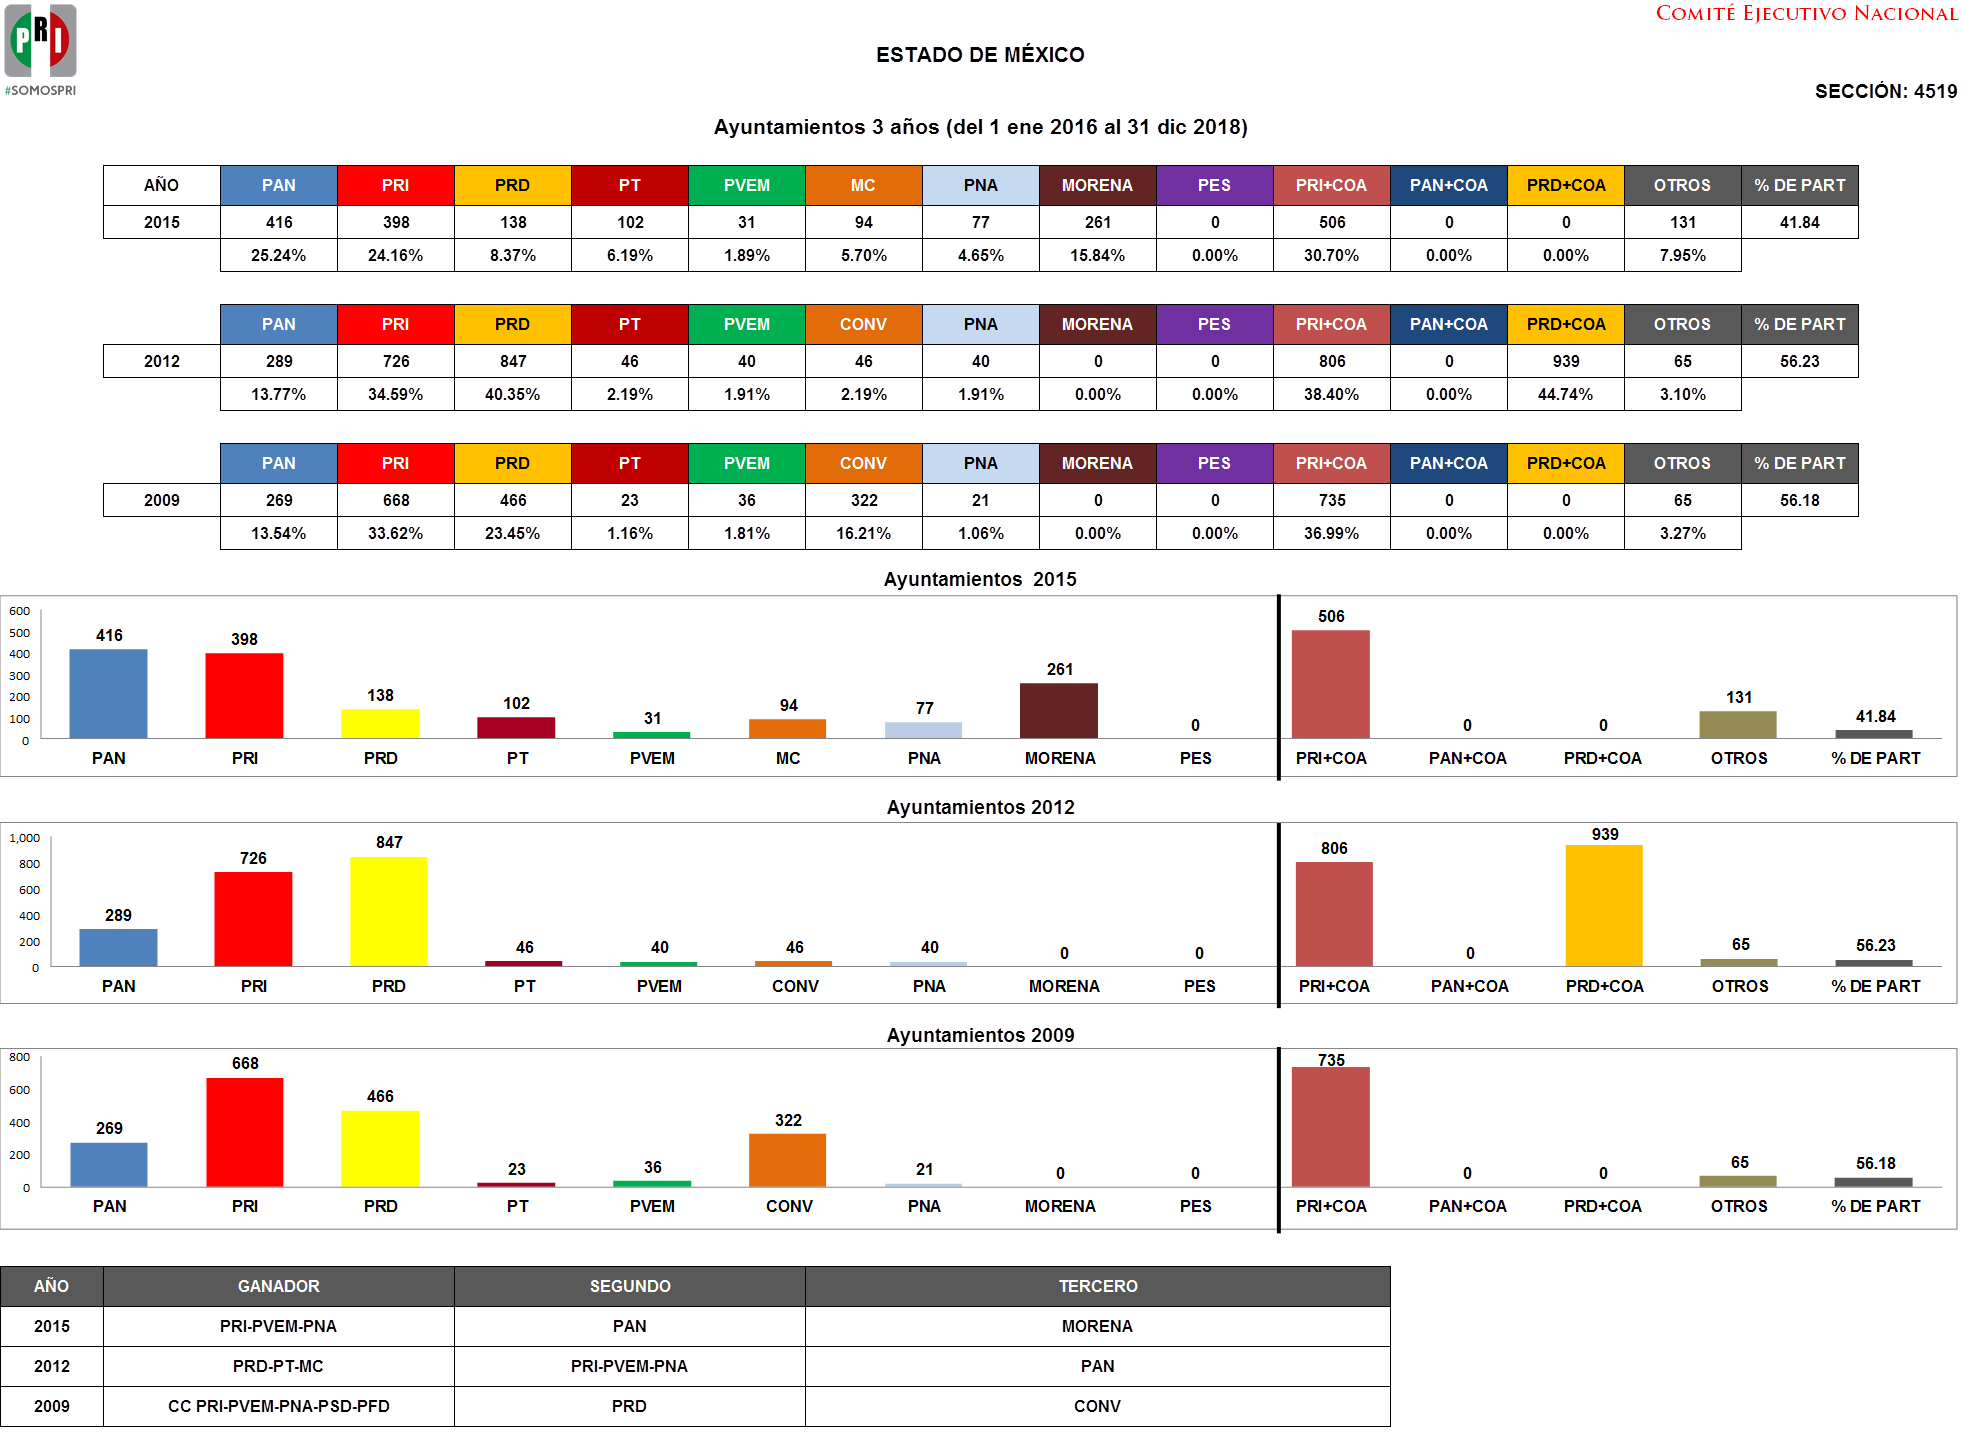 PRI
#SOMOSPRI
COMITÉ EJECUTIVO NACIONAL
ESTADO DE MÉXICO
SECCIÓN: 4519
Ayuntamientos 3 años (del 1 ene 2016 al 31 dic 2018)
AÑO PAN PRI PRD PT PVEM MC PNA MORENA PES PRI+COA PAN+COA PRD+COA OTROS % DE PART
2015 416 398 138 102 31 94 77 261 0 506 0 0 131 41.84
25.24% 24.16% 8.37% 6.19% 1.89% 5.70% 4.65% 15.84% 0.00% 30.70% 0.00% 0.00% 7.95%
PAN PRI PRD PT PVEM CONV PNA MORENA PES PRI+COA PAN+COA PRD+COA OTROS % DE PART
2012 289 726 847 46 40 46 40 0 0 806 0 939 65 56.23
13.77% 34.59% 40.35% 2.19% 1.91% 2.19% 1.91% 0.00% 0.00% 38.40% 0.00% 44.74% 3.10%
PAN PRI PRD PT PVEM CONV PNA MORENA PES PRI+COA PAN+COA PRD+COA OTROS % DE PART
2009 269 668 466 23 36 322 21 0 0 735 0 0 65 56.18
13.54% 33.62% 23.45% 1.16% 1.81% 16.21% 1.06% 0.00% 0.00% 36.99% 0.00% 0.00% 3.27%
Ayuntamientos 2015
600
500
400
300
200
100
0
416 398 138 102 31 94 77 261 0 506 0 0 131 41.84
PAN PRI PRD PT PVEM MC PNA MORENA PES PRI+COA PAN+COA PRD+COA OTROS % DE PART
Ayuntamientos 2012
1,000
800
600
400
200
0
289 726 847 46 40 46 40 0 0 806 0 939 65 56.23
PAN PRI PRD PT PVEM CONV PNA MORENA PES PRI+COA PAN+COA PRD+COA OTROS % DE PART
Ayuntamientos 2009
800
600
400
200
0
269 668 466 23 36 322 21 0 0 735 0 0 65 56.18
PAN PRI PRD PT PVEM CONV PNA MORENA PES PRI+COA PAN+COA PRD+COA OTROS % DE PART
AÑO GANADOR SEGUNDO TERCERO
2015 PRI-PVEM-PNA PAN MORENA
2012 PRD-PT-MC PRI-PVEM-PNA PAN
2009 CC PRI-PVEM-PNA-PSD-PFD PRD CONV